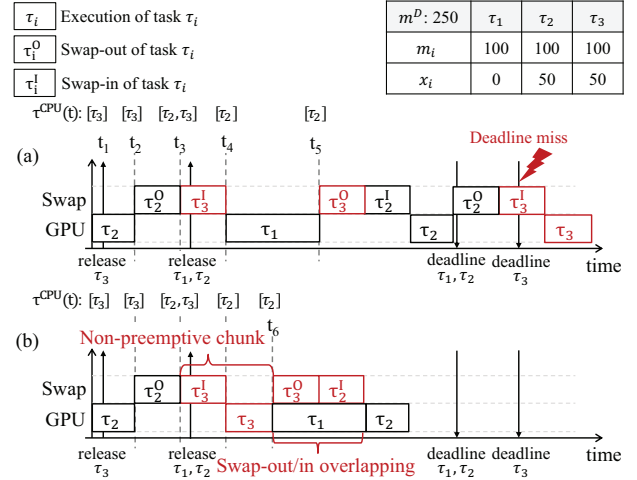 τᵢ Execution of task τᵢ
τᵢᴼ Swap-out of task τᵢ
τᵢᴵ Swap-in of task τᵢ
mᴰ: 250 τ₁ τ₂ τ₃
mᵢ 100 100 100
xᵢ 0 50 50
τᶜᴾᵁ(t): [τ₃] [τ₃] [τ₂,τ₃] [τ₂] [τ₂]
t₁ t₂ t₃ t₄ t₅
Deadline miss
(a)
Swap τ₂ᴼ τ₃ᴵ τ₃ᴼ τ₂ᴵ τ₂ᴼ τ₃ᴵ
GPU τ₂ τ₁ τ₂ τ₃
release τ₃ release τ₁, τ₂ deadline τ₁, τ₂ deadline τ₃ time
τᶜᴾᵁ(t): [τ₃] [τ₃] [τ₂,τ₃] [τ₂] [τ₂]
t₆
(b)
Non-preemptive chunk
Swap τ₂ᴼ τ₃ᴵ τ₃ᴼ τ₂ᴵ
GPU τ₂ τ₃ τ₁ τ₂
release τ₃ release τ₁, τ₂ deadline τ₁, τ₂ deadline τ₃ time
Swap-out/in overlapping